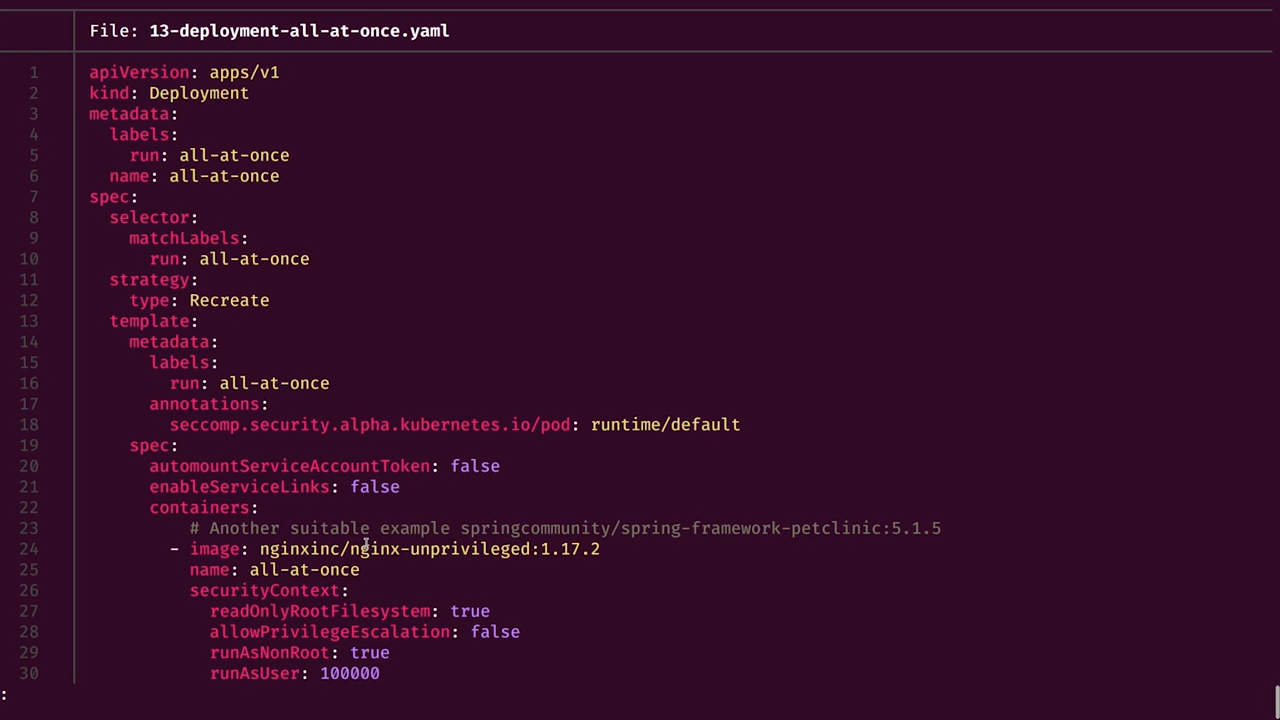 File: 13-deployment-all-at-once.yaml
1 apiVersion: apps/v1
2 kind: Deployment
3 metadata:
4   labels:
5     run: all-at-once
6   name: all-at-once
7 spec:
8   selector:
9     matchLabels:
10       run: all-at-once
11   strategy:
12     type: Recreate
13   template:
14     metadata:
15       labels:
16         run: all-at-once
17       annotations:
18         seccomp.security.alpha.kubernetes.io/pod: runtime/default
19     spec:
20       automountServiceAccountToken: false
21       enableServiceLinks: false
22       containers:
23           # Another suitable example springcommunity/spring-framework-petclinic:5.1.5
24         - image: nginxinc/nginx-unprivileged:1.17.2
25           name: all-at-once
26           securityContext:
27             readOnlyRootFilesystem: true
28             allowPrivilegeEscalation: false
29             runAsNonRoot: true
30             runAsUser: 100000
: